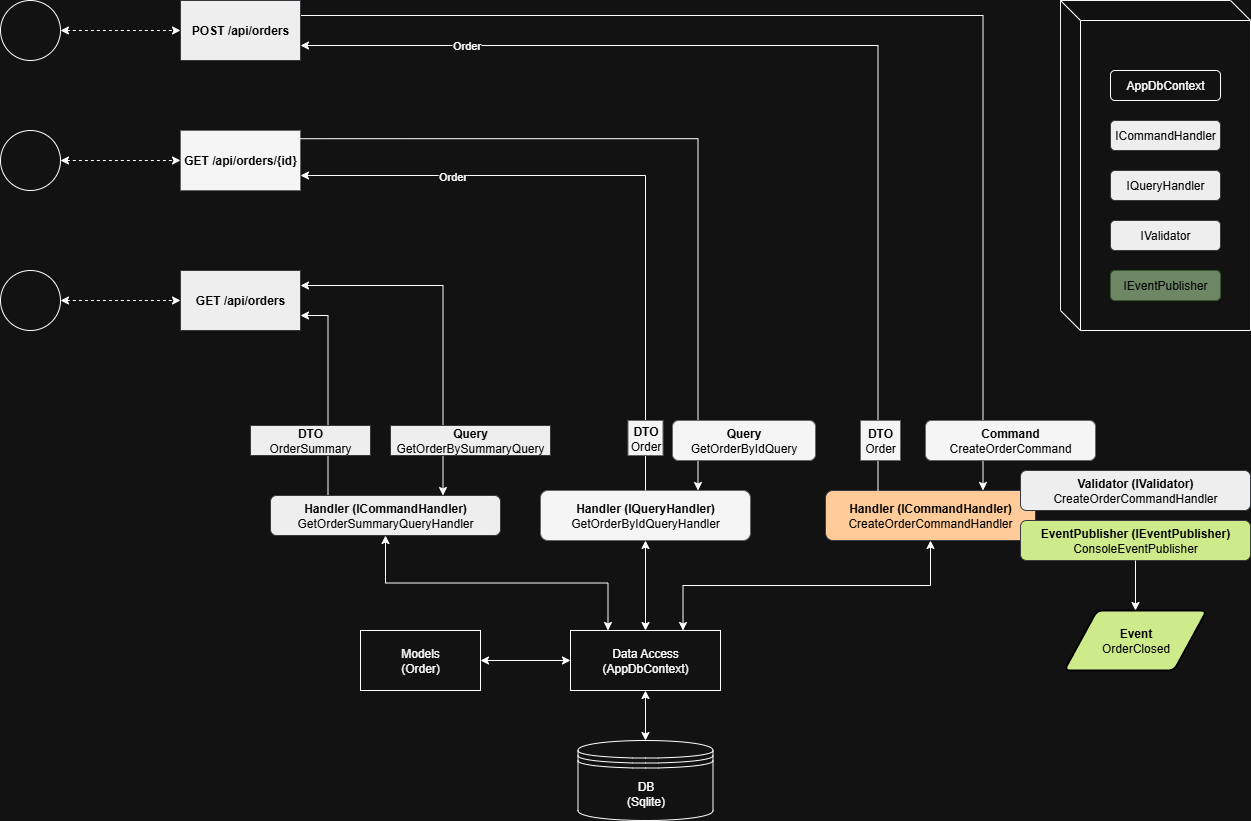 POST /api/orders
Order
AppDbContext
ICommandHandler
GET /api/orders/{id}
Order
IQueryHandler
IValidator
IEventPublisher
GET /api/orders
DTO
OrderSummary
Query
GetOrderBySummaryQuery
DTO
Order
Query
GetOrderByIdQuery
DTO
Order
Command
CreateOrderCommand
Handler (ICommandHandler)
GetOrderSummaryQueryHandler
Handler (IQueryHandler)
GetOrderByIdQueryHandler
Handler (ICommandHandler)
CreateOrderCommandHandler
Validator (IValidator)
CreateOrderCommandHandler
EventPublisher (IEventPublisher)
ConsoleEventPublisher
Event
OrderClosed
Models
(Order)
Data Access
(AppDbContext)
DB
(Sqlite)